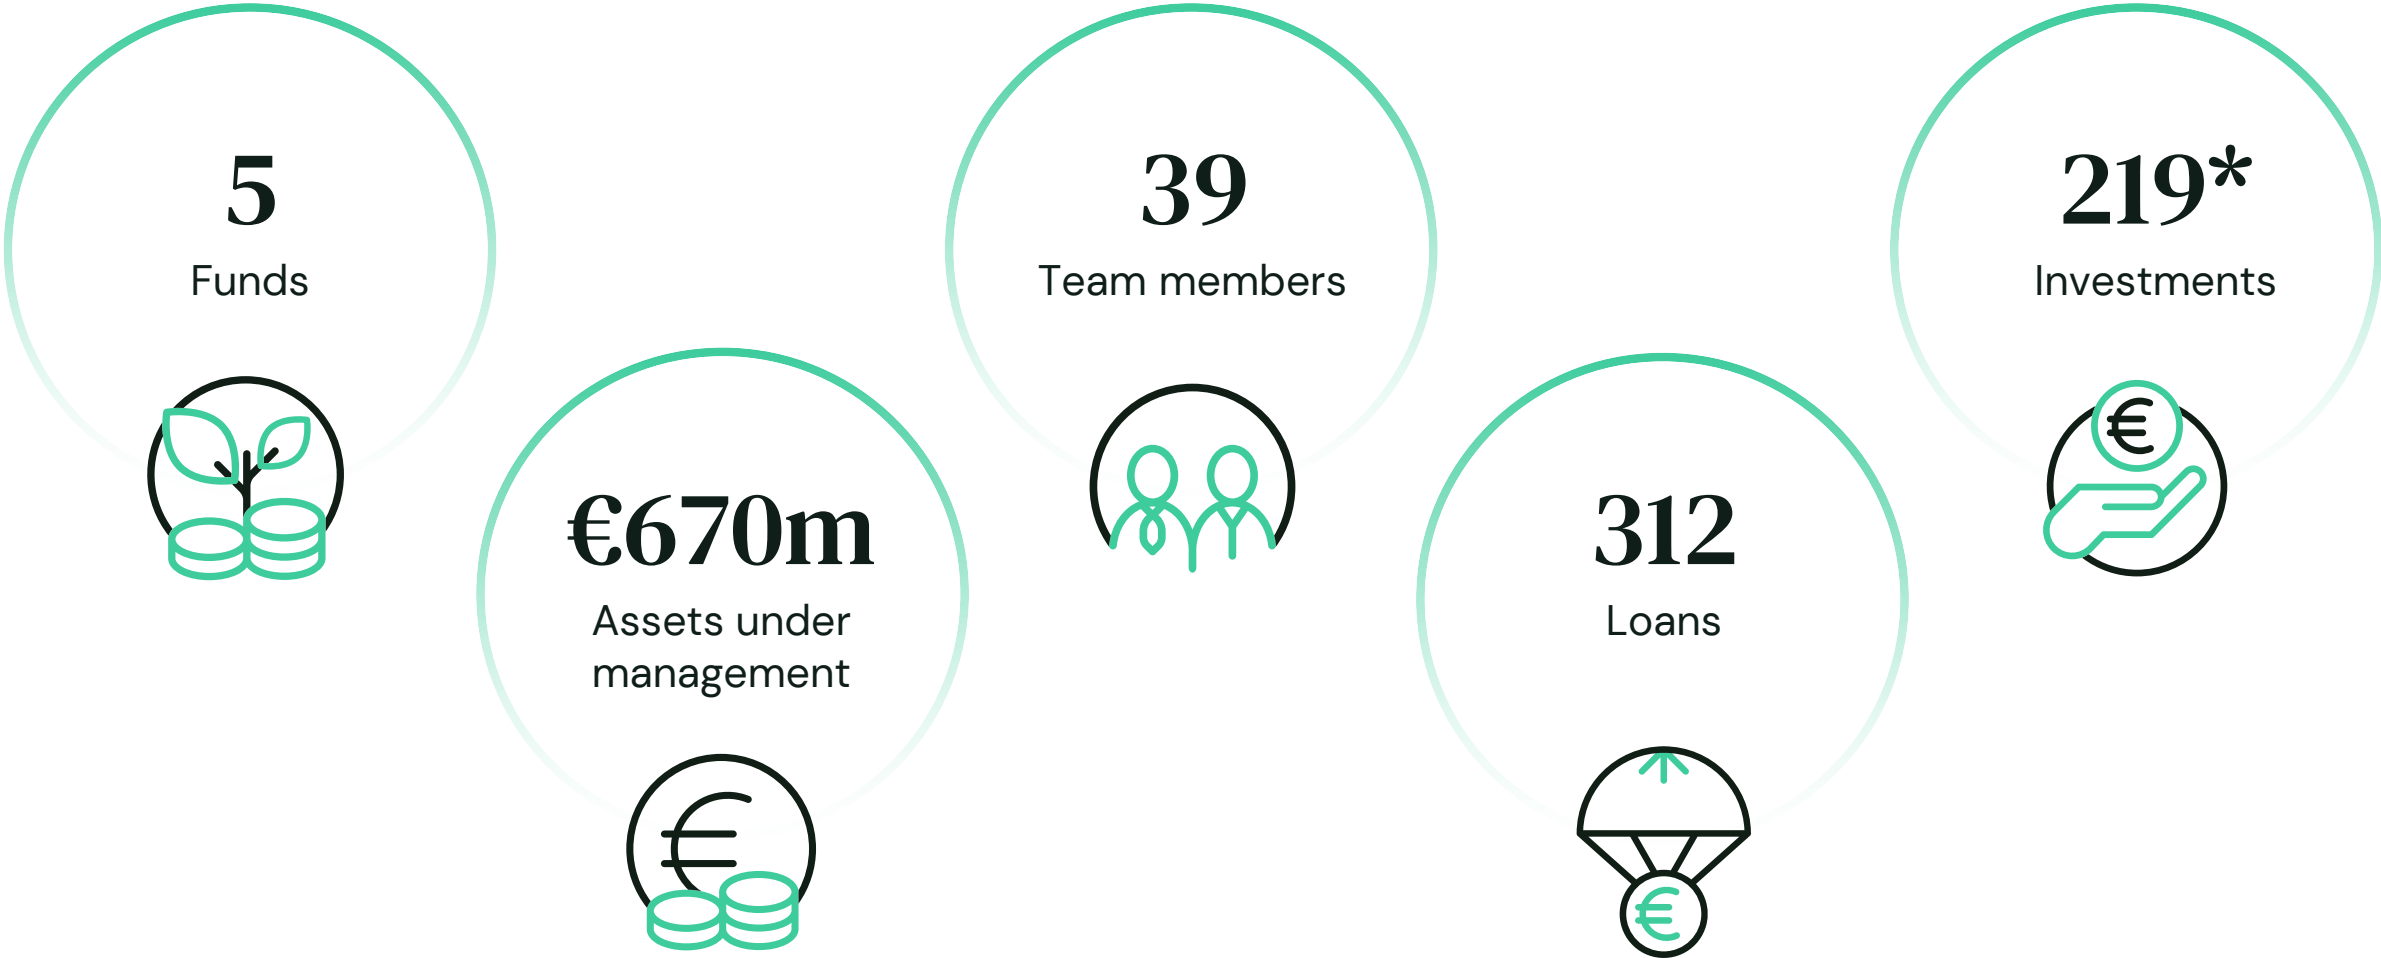 5
Funds
€670m
Assets under
management
39
Team members
312
Loans
219*
Investments
€
€
€